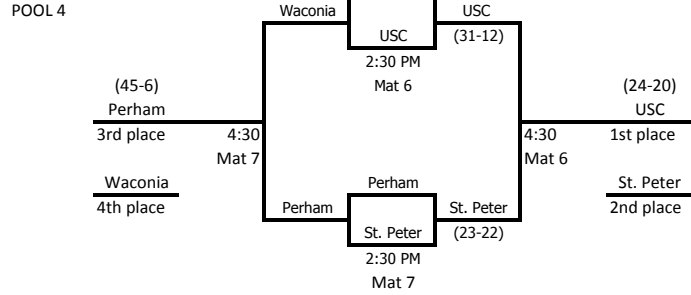 POOL 4
Waconia
USC
USC
(31-12)
2:30 PM
Mat 6
(45-6)
Perham
3rd place
4:30
Mat 7
(24-20)
USC
4:30
1st place
Mat 6
Waconia
4th place
Perham
St. Peter
2nd place
Perham
St. Peter
St. Peter
(23-22)
2:30 PM
Mat 7